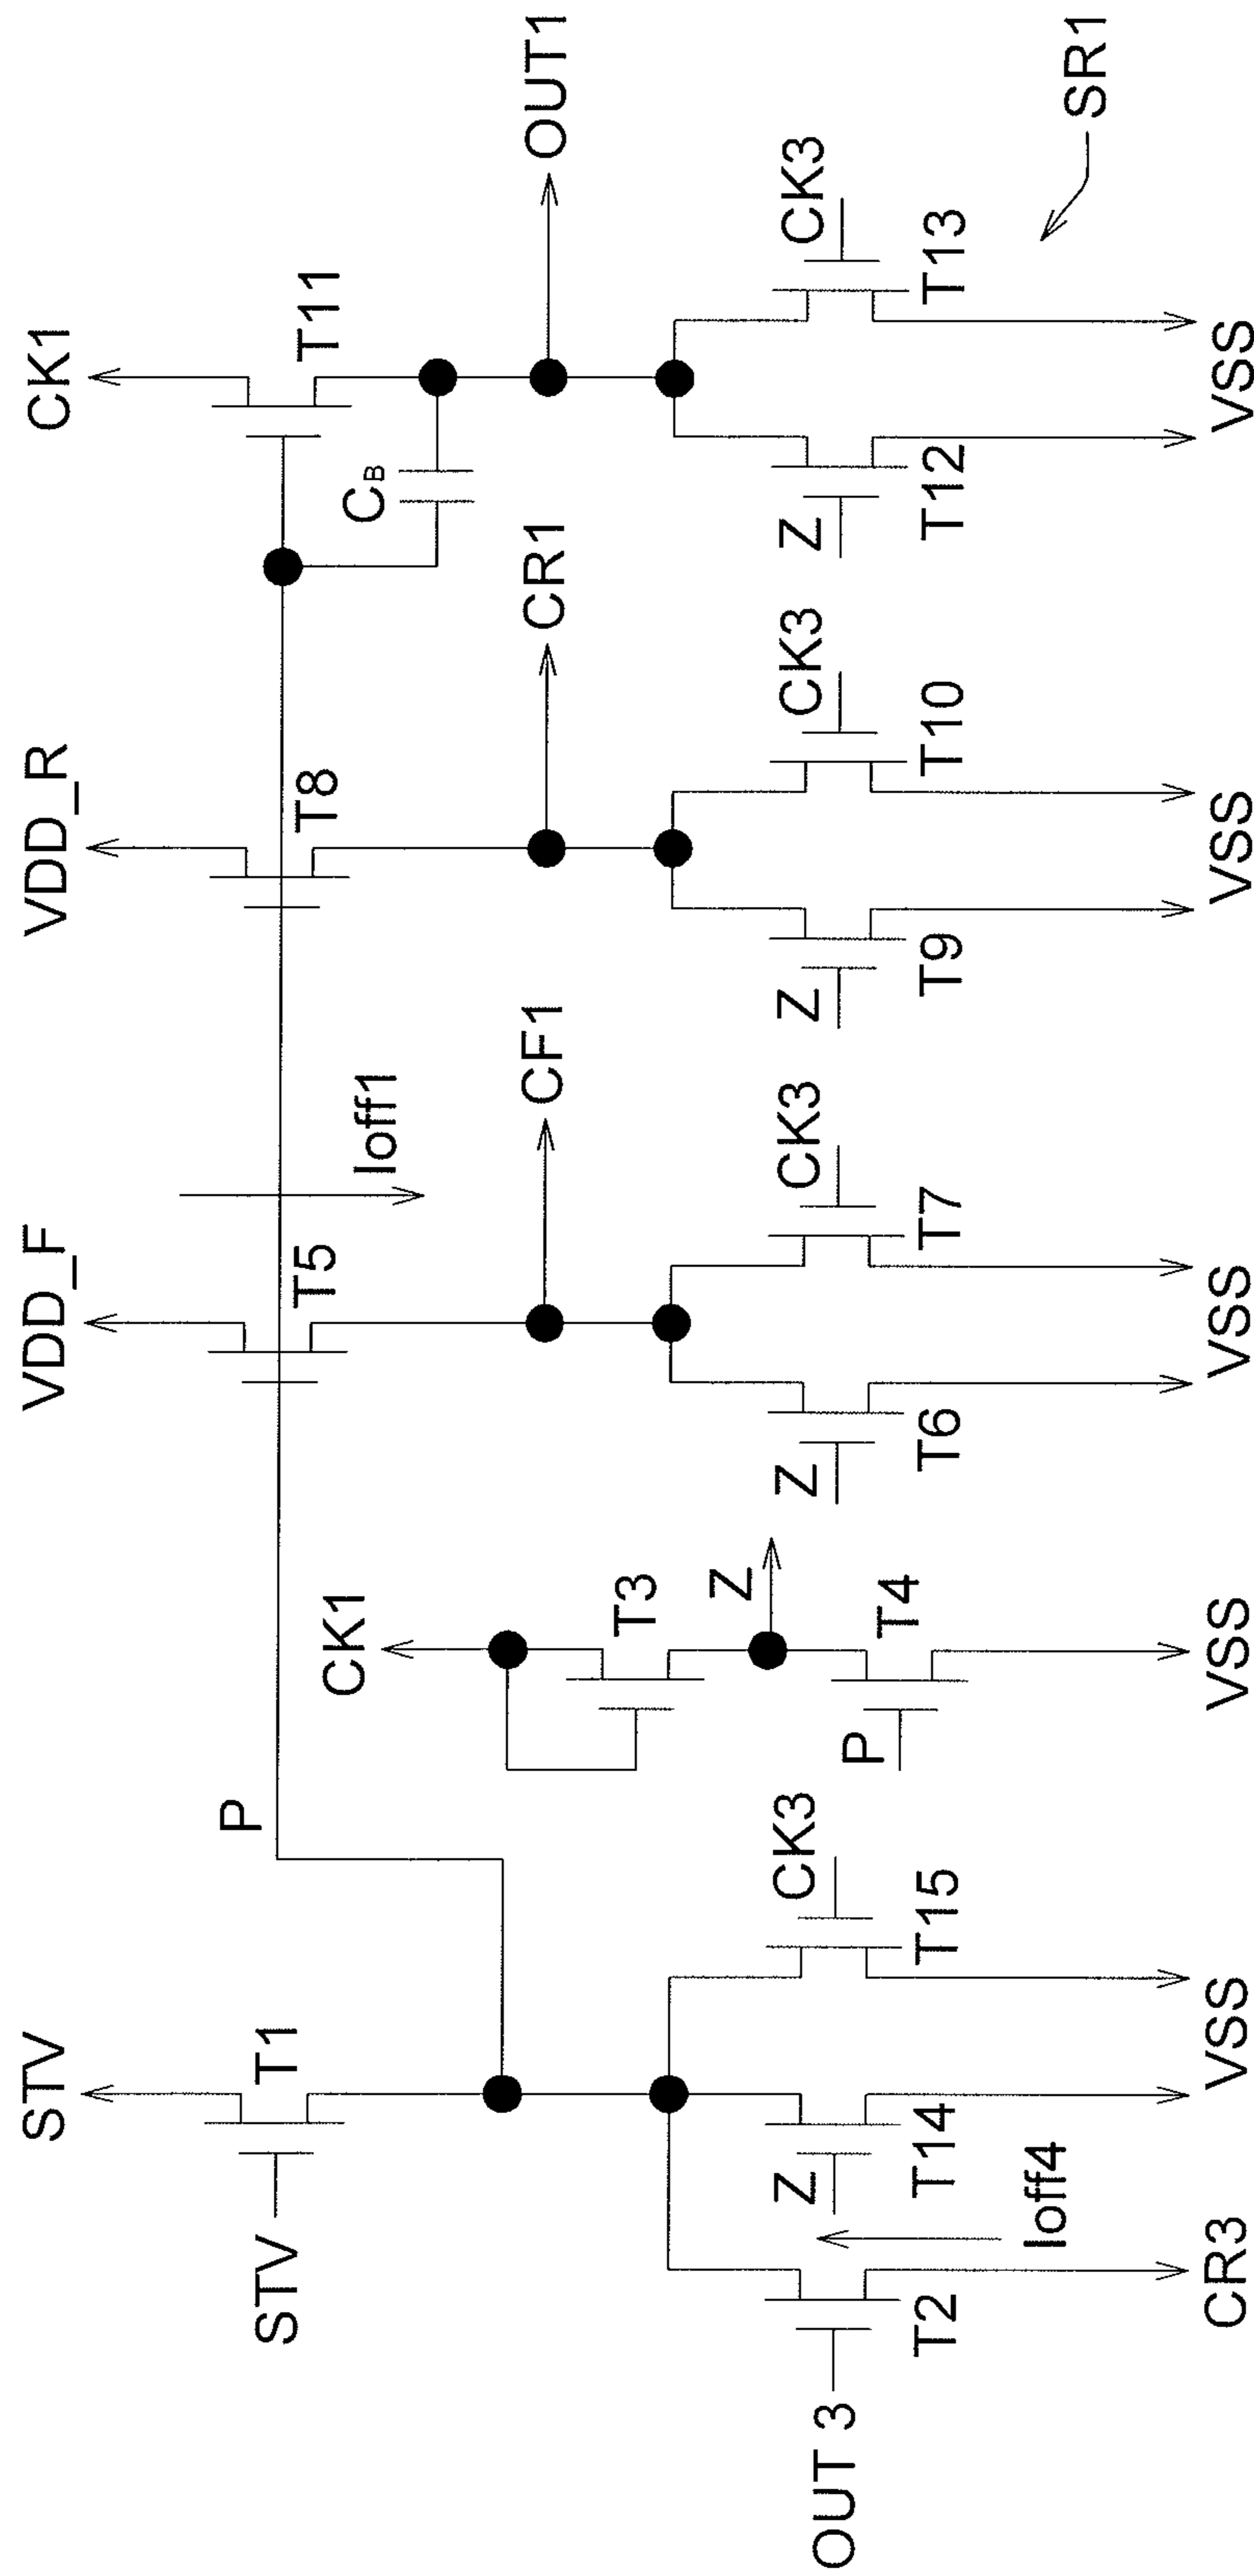 STV
VDD_F
VDD_R
CK1
STV
T1
P
T5
Ioff1
T8
T11
CK1
T3
CB
CF1
CR1
OUT1
Z
OUT 3
T2
Z
T14
CK3
T15
P
T4
Z
T6
CK3
T7
Z
T9
CK3
T10
Z
T12
CK3
T13
Ioff4
SR1
CR3
VSS
VSS
VSS
VSS
VSS